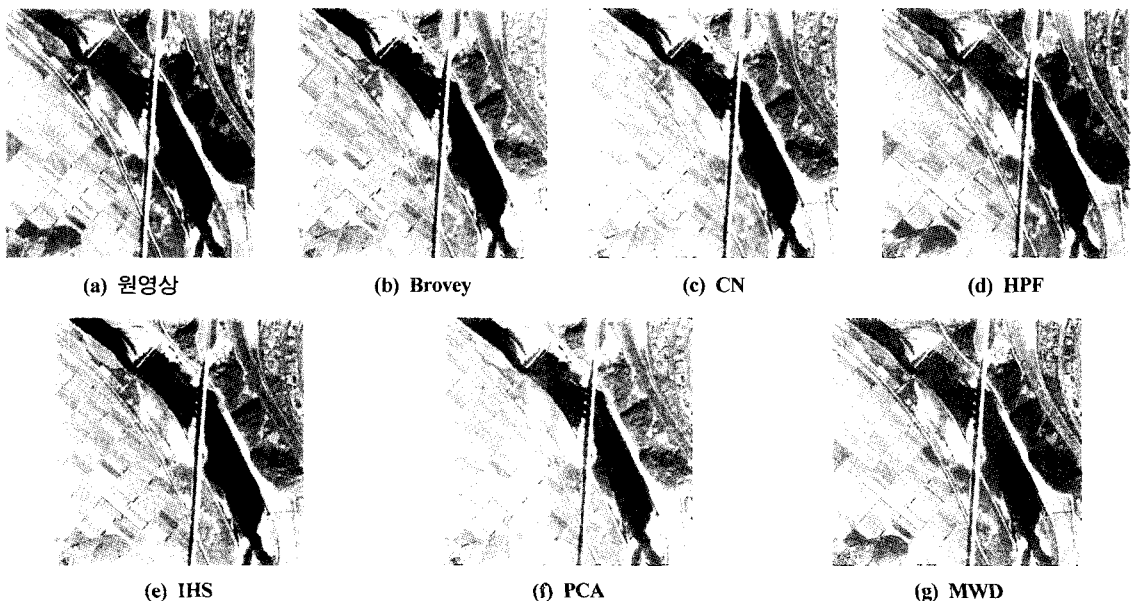 (a) 원영상
(b) Brovey
(c) CN
(d) HPF
(e) IHS
(f) PCA
(g) MWD